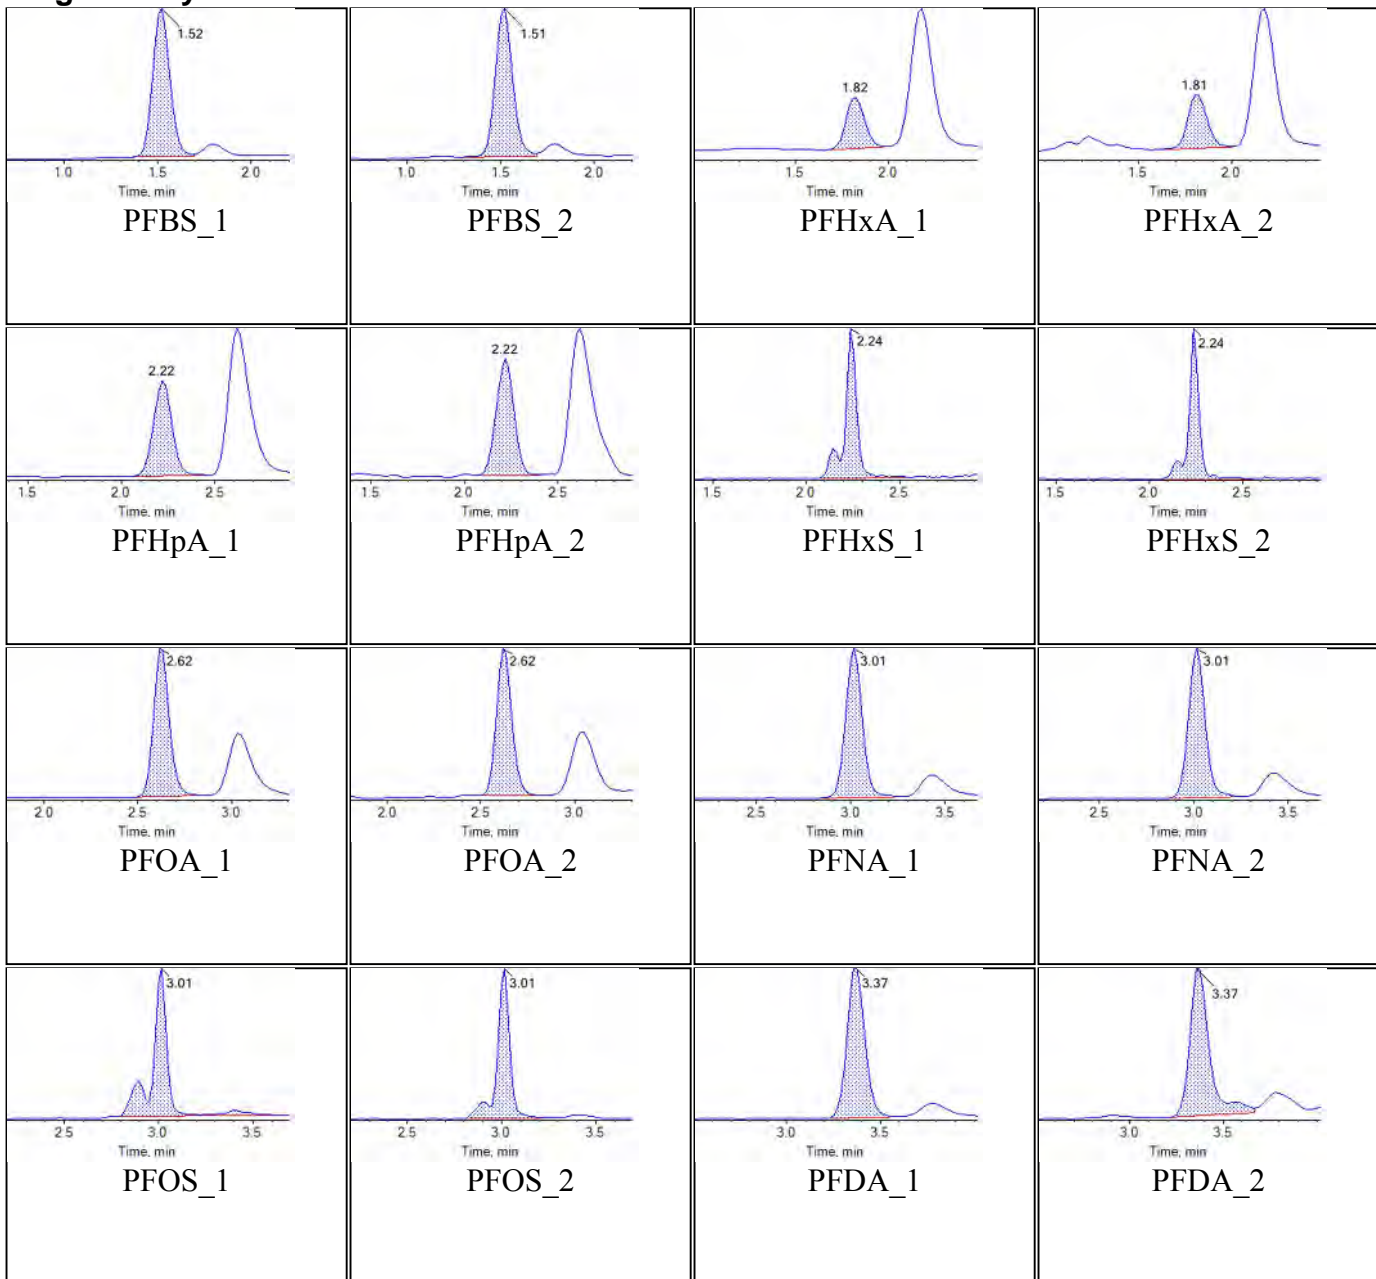 1.52
1.51
1.82
1.81
1.0 1.5 2.0
1.0 1.5 2.0
1.5 2.0
1.5 2.0
Time, min
Time, min
Time, min
Time, min
PFBS_1
PFBS_2
PFHxA_1
PFHxA_2
2.22
2.22
2.24
2.24
1.5 2.0 2.5
1.5 2.0 2.5
1.5 2.0 2.5
1.5 2.0 2.5
Time, min
Time, min
Time, min
Time, min
PFHpA_1
PFHpA_2
PFHxS_1
PFHxS_2
2.62
2.62
3.01
3.01
2.0 2.5 3.0
2.0 2.5 3.0
2.5 3.0 3.5
2.5 3.0 3.5
Time, min
Time, min
Time, min
Time, min
PFOA_1
PFOA_2
PFNA_1
PFNA_2
3.01
3.01
3.37
3.37
2.5 3.0 3.5
2.5 3.0 3.5
3.0 3.5
3.0 3.5
Time, min
Time, min
Time, min
Time, min
PFOS_1
PFOS_2
PFDA_1
PFDA_2